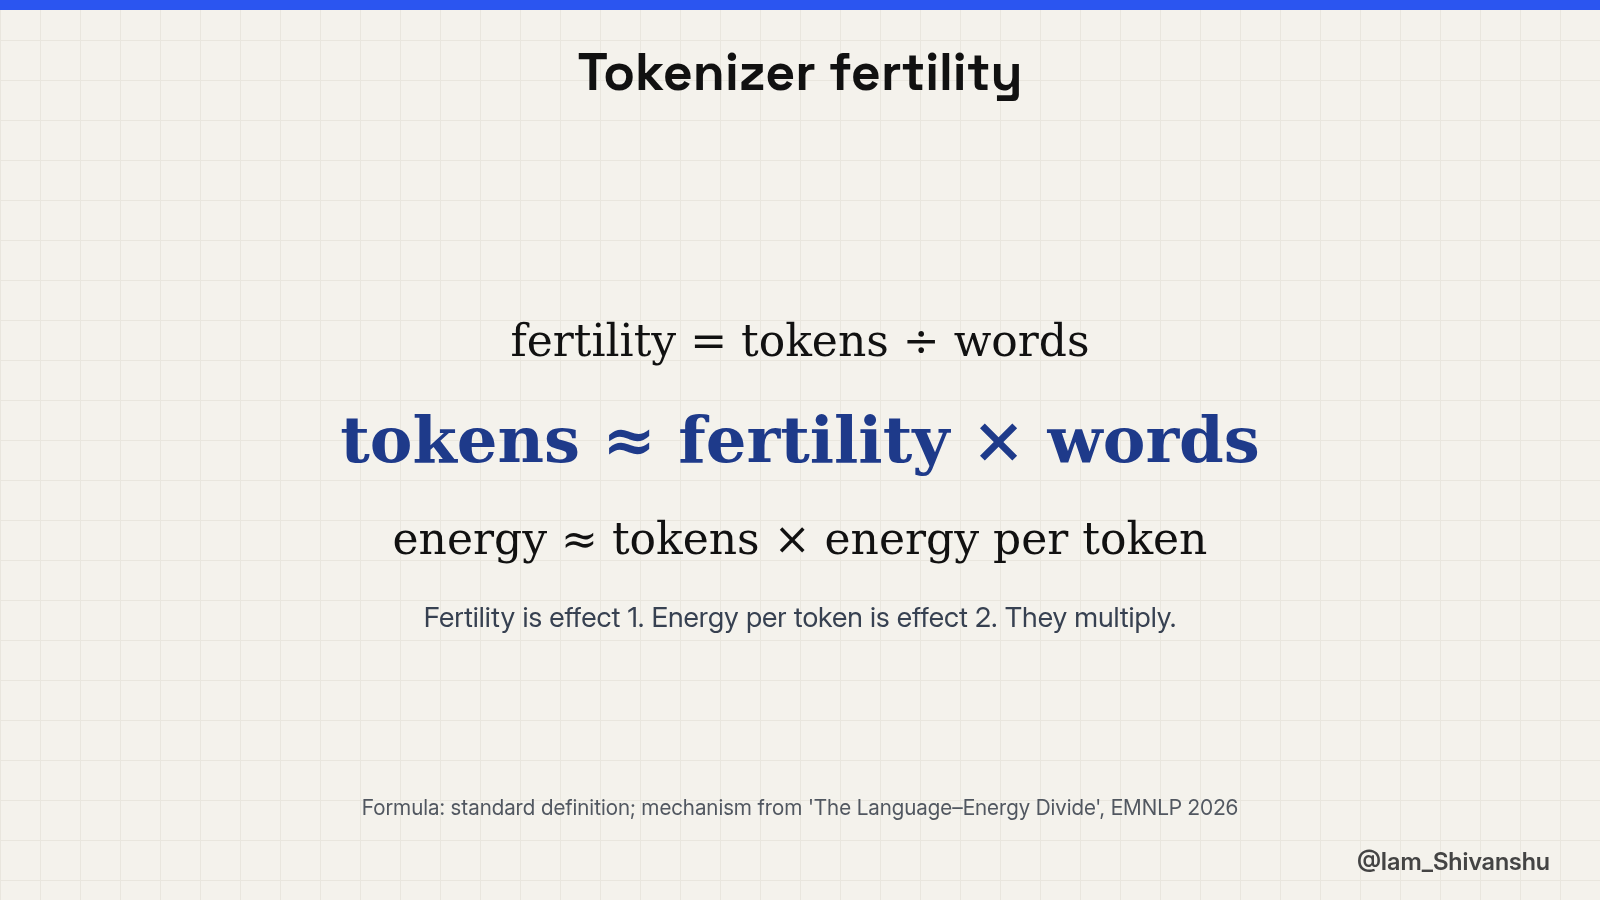 Tokenizer fertility
fertility = tokens ÷ words
tokens ≈ fertility × words
energy ≈ tokens × energy per token
Fertility is effect 1. Energy per token is effect 2. They multiply.
Formula: standard definition; mechanism from 'The Language–Energy Divide', EMNLP 2026
@Iam_Shivanshu